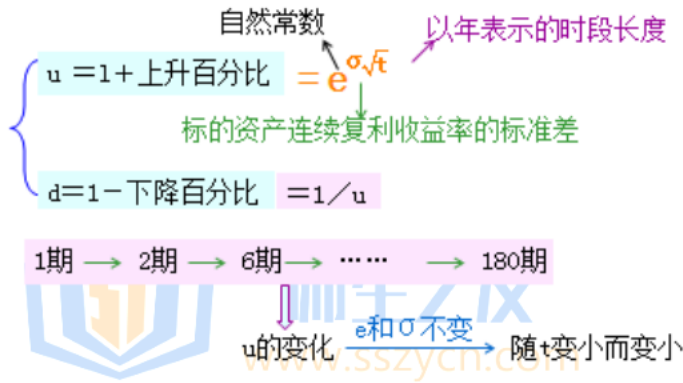 自然常数
以年表示的时段长度
u=1+上升百分比 =e^σ√t
标的资产连续复利收益率的标准差
d=1-下降百分比 =1/u
1期 → 2期 → 6期 → …… → 180期
e和σ不变
u的变化 → 随t变小而变小
www.sszycn.com